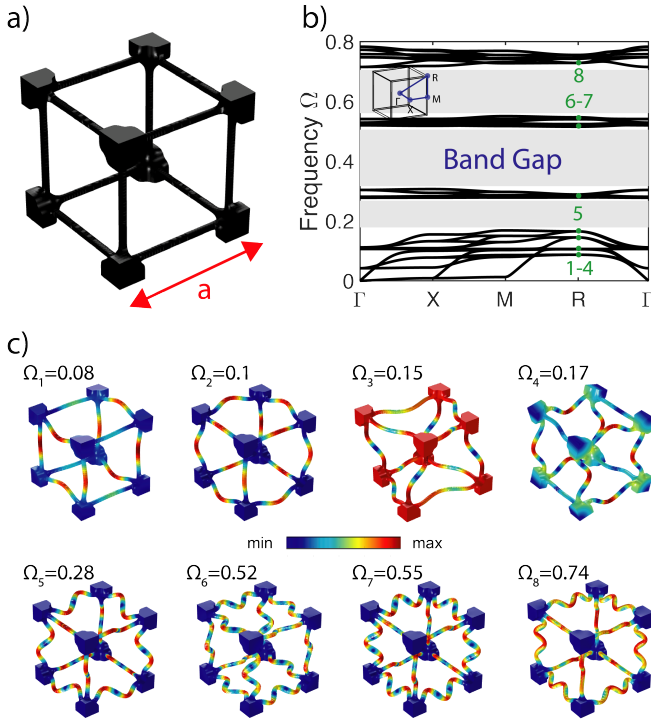 a)
a
b)
Frequency Ω
0.8
0.6
0.4
0.2
0
Γ
X
M
R
Γ
R
M
Γ
X
8
6-7
Band Gap
5
1-4
c)
Ω₁=0.08
Ω₂=0.1
Ω₃=0.15
Ω₄=0.17
min
max
Ω₅=0.28
Ω₆=0.52
Ω₇=0.55
Ω₈=0.74